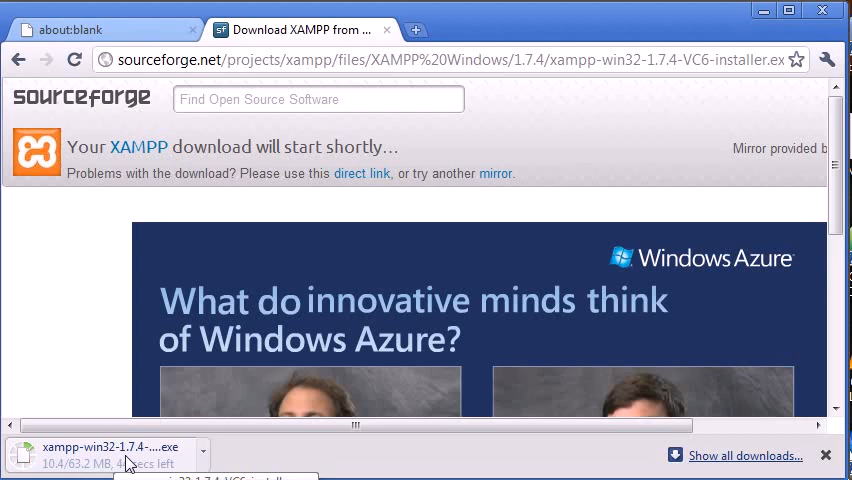 about:blank
Download XAMPP from ...
sourceforge.net/projects/xampp/files/XAMPP%20Windows/1.7.4/xampp-win32-1.7.4-VC6-installer.ex
sourceforge
Find Open Source Software
Your XAMPP download will start shortly...
Mirror provided b
Problems with the download? Please use this direct link, or try another mirror.
Windows Azure
What do innovative minds think
of Windows Azure?
xampp-win32-1.7.4-....exe
10.4/63.2 MB, secs left
Show all downloads...